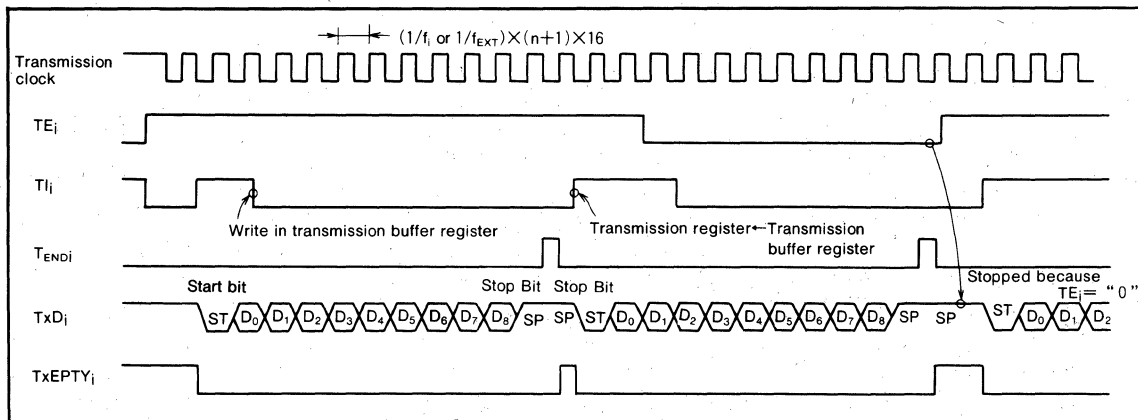 (1/fi or 1/fEXT)×(n+1)×16
Transmission
clock
TEi
TIi
Write in transmission buffer register
Transmission register←Transmission
buffer register
TENDi
Start bit
Stop Bit Stop Bit
Stopped because
TEi= "0"
TxDi
ST D0 D1 D2 D3 D4 D5 D6 D7 D8 SP SP ST D0 D1 D2 D3 D4 D5 D6 D7 D8 SP SP ST D0 D1 D2
TxEPTYi